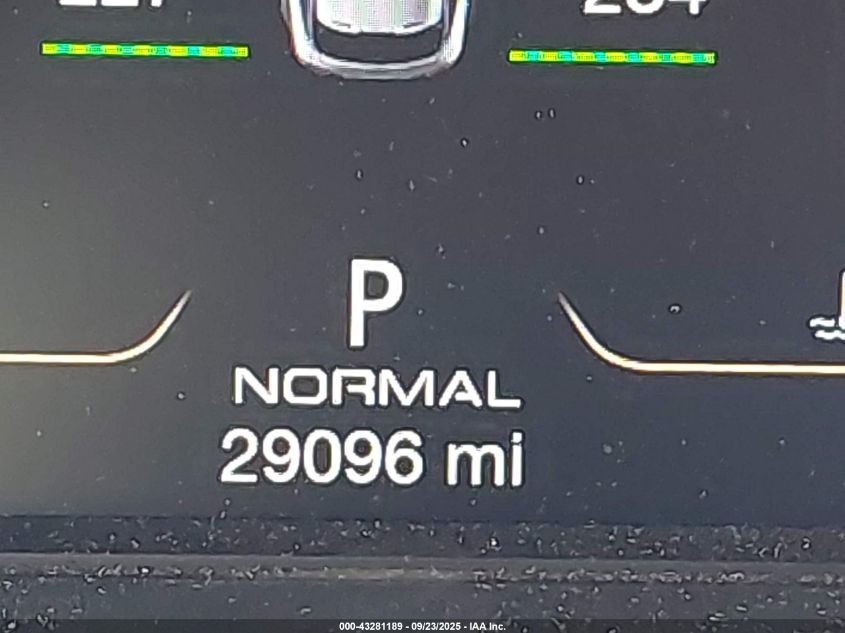 P
NORMAL
29096 mi
000-43281189 - 09/23/2025 - IAA Inc.